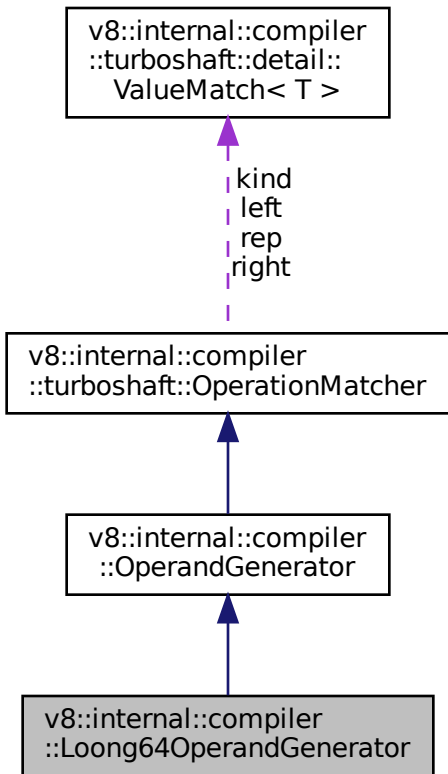 v8::internal::compiler
::turboshaft::detail::
ValueMatch< T >
kind
left
rep
right
v8::internal::compiler
::turboshaft::OperationMatcher
v8::internal::compiler
::OperandGenerator
v8::internal::compiler
::Loong64OperandGenerator